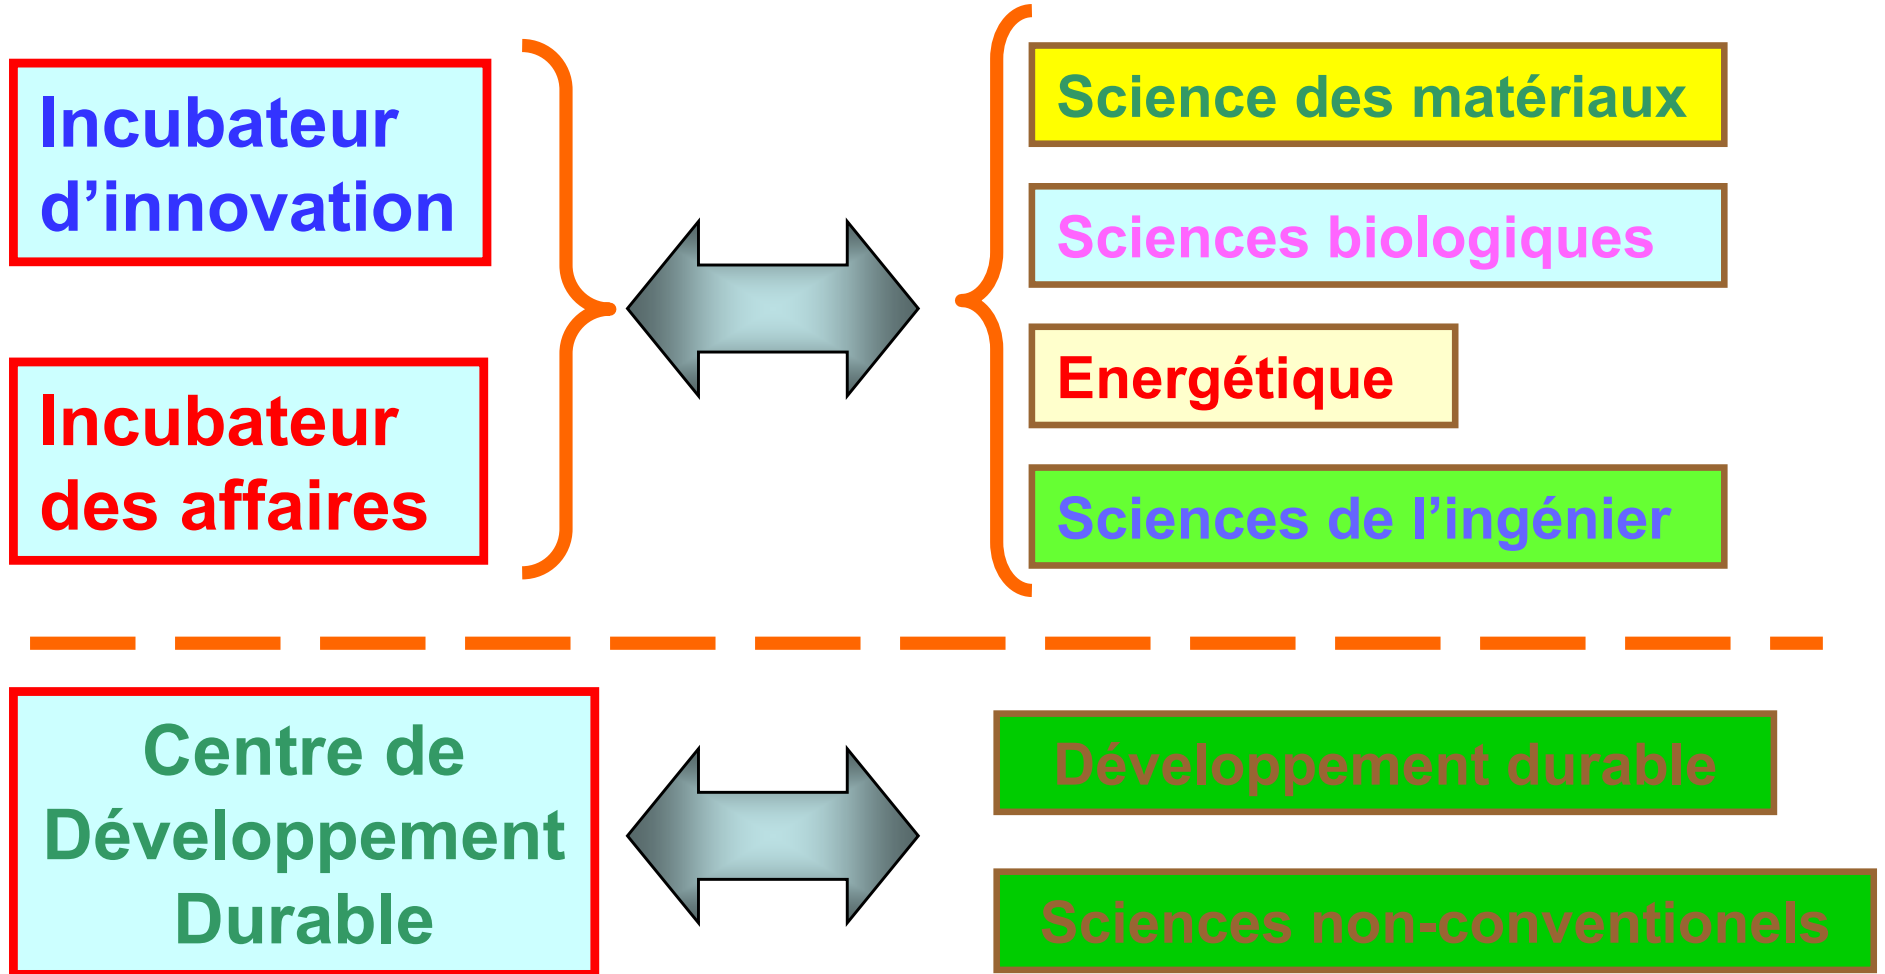 Incubateur
d’innovation
Incubateur
des affaires
Science des matériaux
Sciences biologiques
Energétique
Sciences de l’ingénier
Centre de
Développement
Durable
Développement durable
Sciences non-conventionels